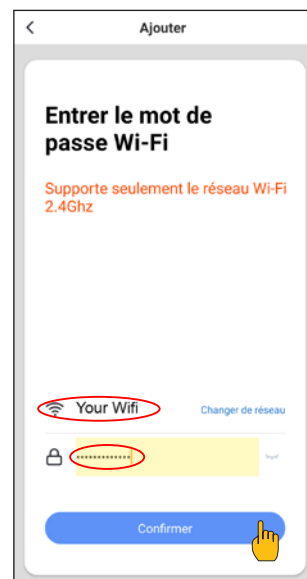 Ajouter
Entrer le mot de
passe Wi-Fi
Supporte seulement le réseau Wi-Fi
2.4Ghz
Your Wifi
Changer de réseau
Confirmer